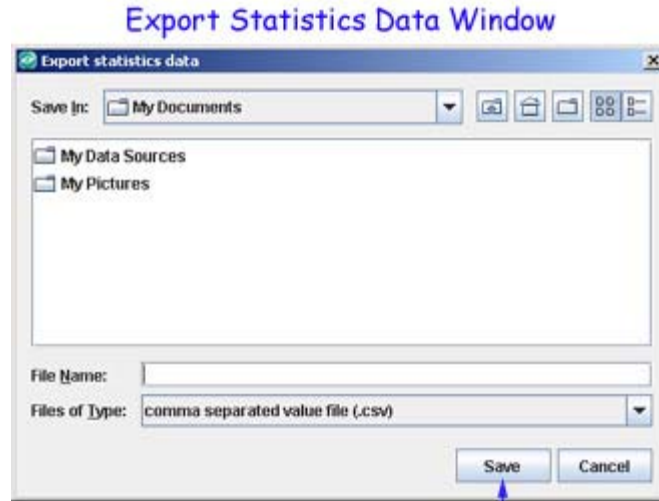 Export Statistics Data Window
Export statistics data
Save In: My Documents
My Data Sources
My Pictures
File Name:
Files of Type: comma separated value file (.csv)
Save Cancel